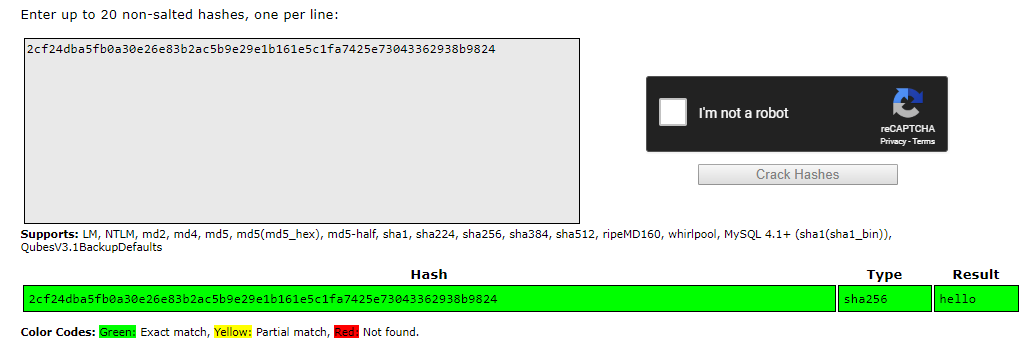 Enter up to 20 non-salted hashes, one per line:
2cf24dba5fb0a30e26e83b2ac5b9e29e1b161e5c1fa7425e73043362938b9824
I'm not a robot
reCAPTCHA
Privacy - Terms
Crack Hashes
Supports: LM, NTLM, md2, md4, md5, md5(md5_hex), md5-half, sha1, sha224, sha256, sha384, sha512, ripeMD160, whirlpool, MySQL 4.1+ (sha1(sha1_bin)),
QubesV3.1BackupDefaults
Hash Type Result
2cf24dba5fb0a30e26e83b2ac5b9e29e1b161e5c1fa7425e73043362938b9824 sha256 hello
Color Codes: Green: Exact match, Yellow: Partial match, Red: Not found.